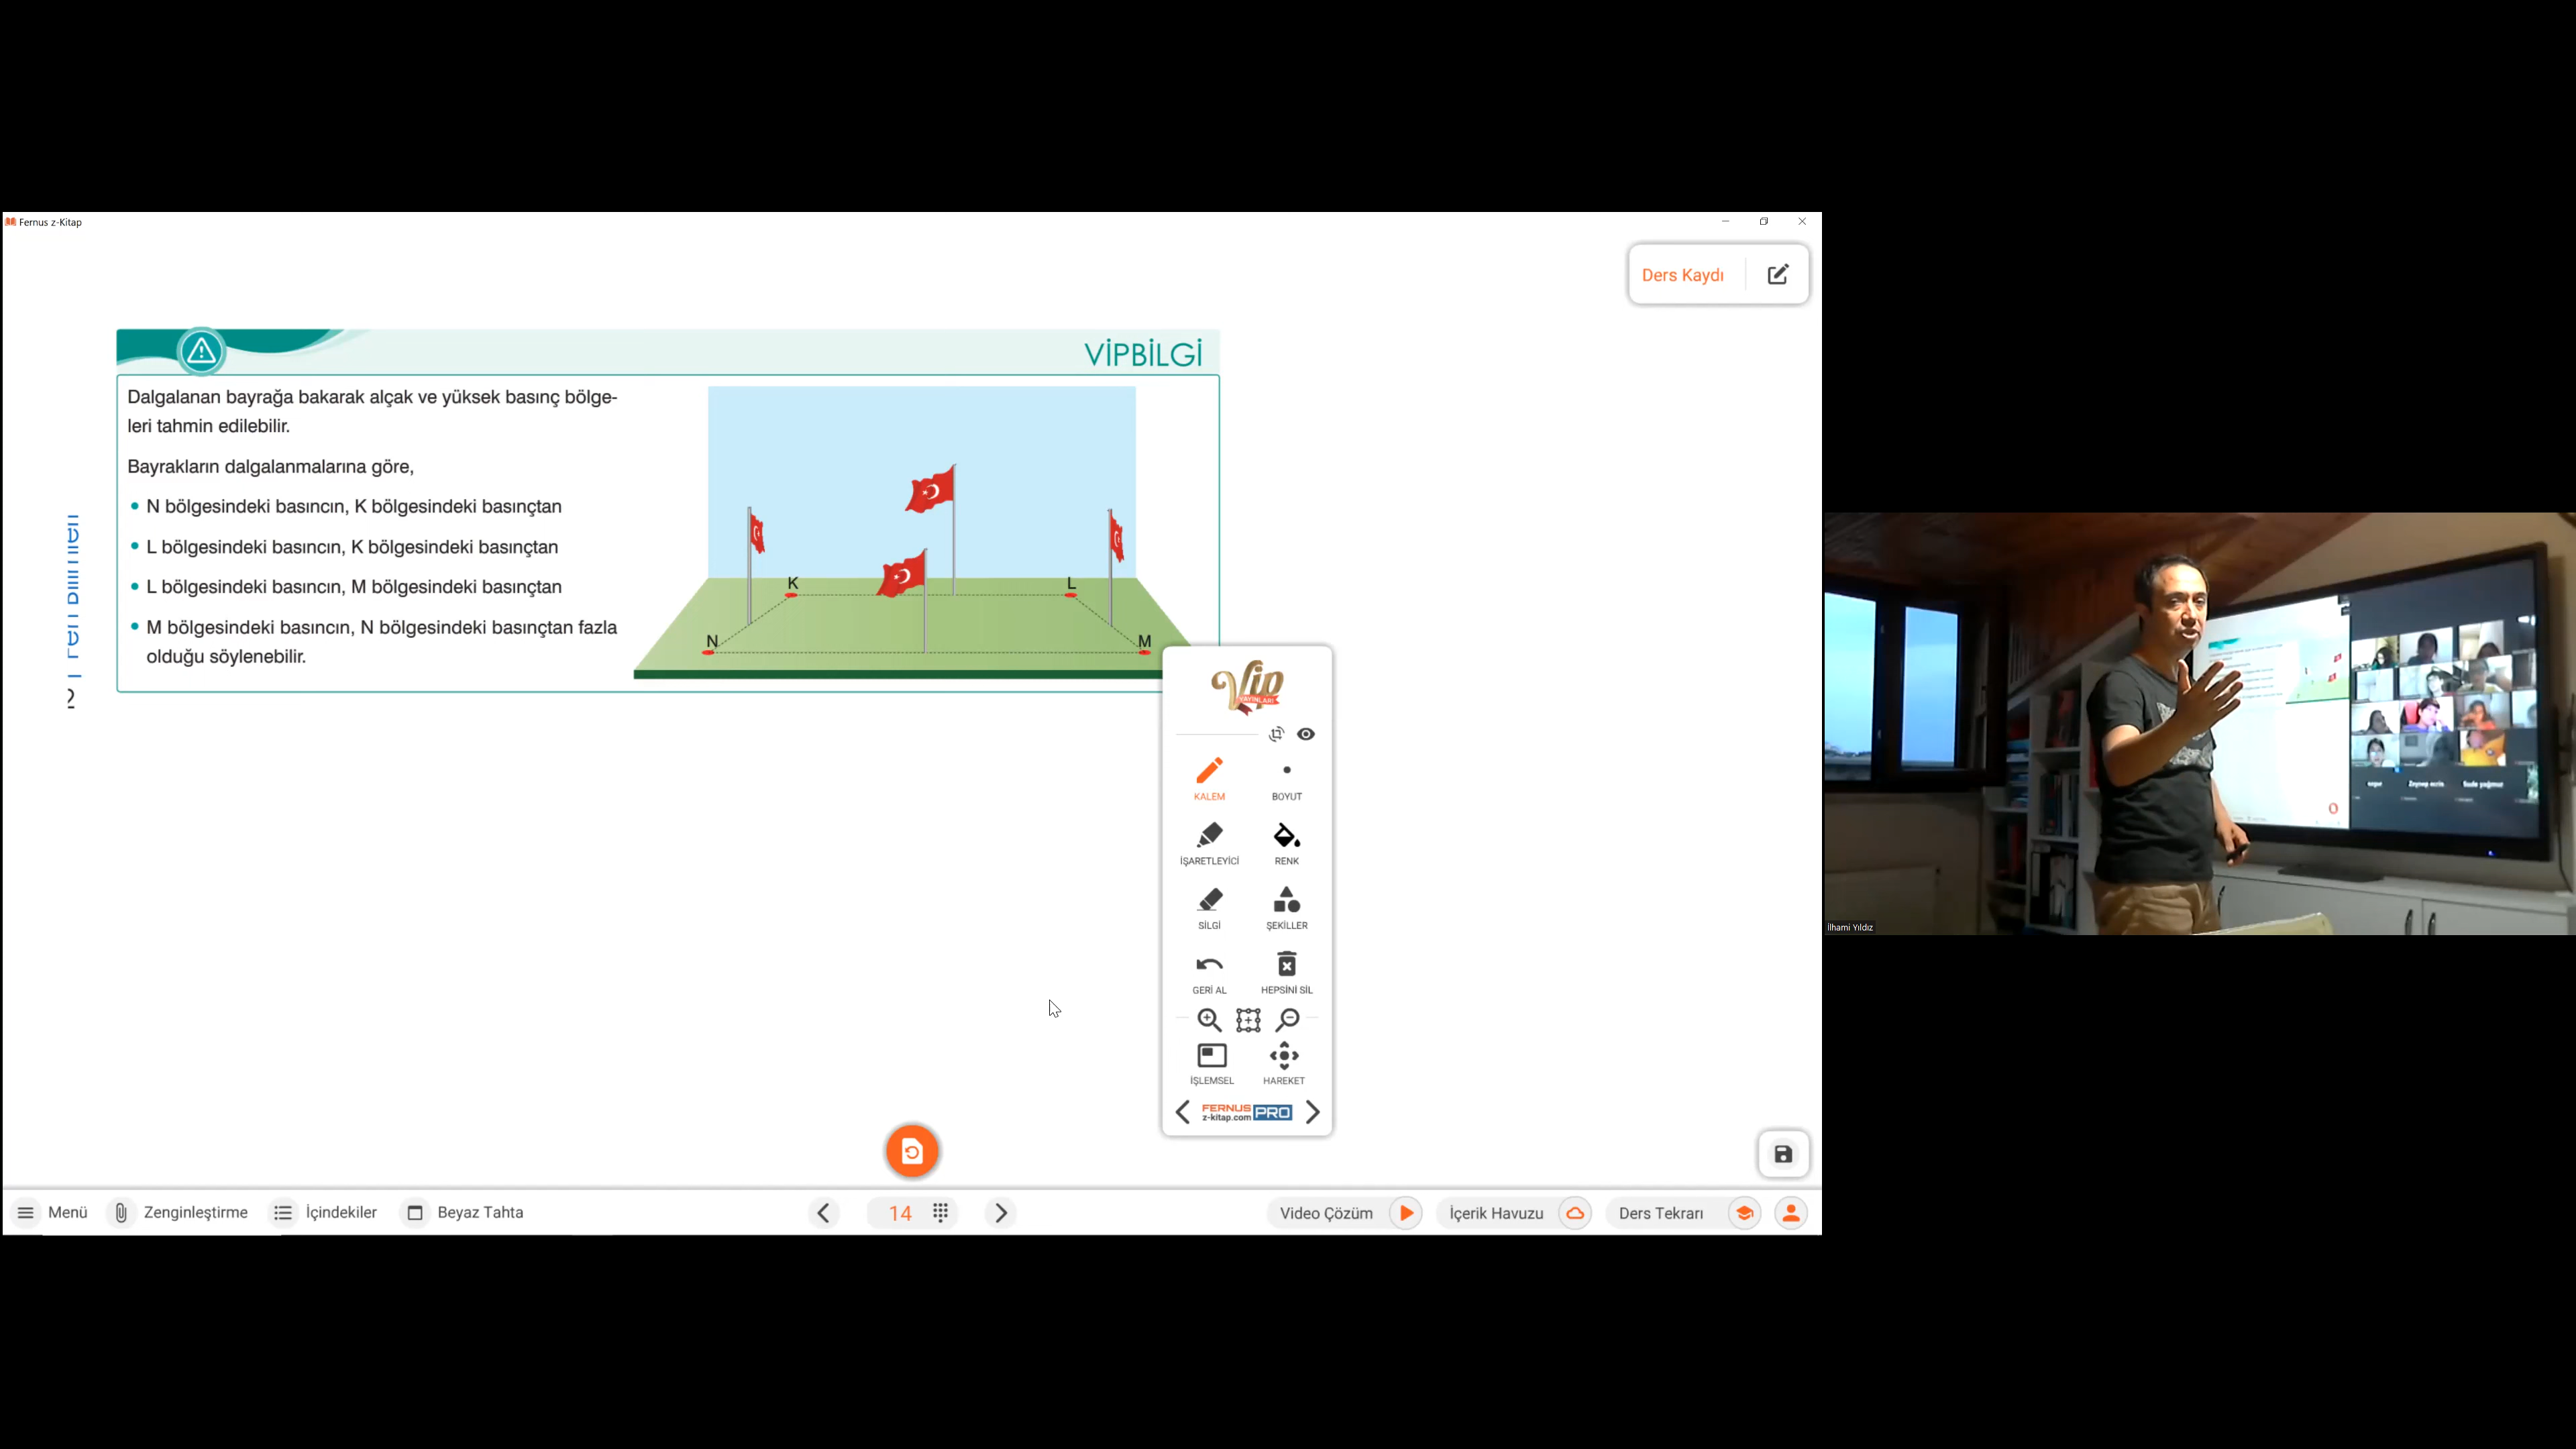 Fernus z-Kitap
Ders Kaydı
VİPBİLGİ
Dalgalanan bayrağa bakarak alçak ve yüksek basınç bölge-
leri tahmin edilebilir.
Bayrakların dalgalanmalarına göre,
• N bölgesindeki basıncın, K bölgesindeki basınçtan
• L bölgesindeki basıncın, K bölgesindeki basınçtan
• L bölgesindeki basıncın, M bölgesindeki basınçtan
• M bölgesindeki basıncın, N bölgesindeki basınçtan fazla
olduğu söylenebilir.
K
L
N
M
Vip
YAYINLARI
KALEM
BOYUT
İŞARETLEYİCİ
RENK
SİLGİ
ŞEKİLLER
GERİ AL
HEPSİNİ SİL
İŞLEMSEL
HAREKET
FERNUS PRO
z-kitap.com
Menü
Zenginleştirme
İçindekiler
Beyaz Tahta
14
Video Çözüm
İçerik Havuzu
Ders Tekrarı
İlhami Yıldız